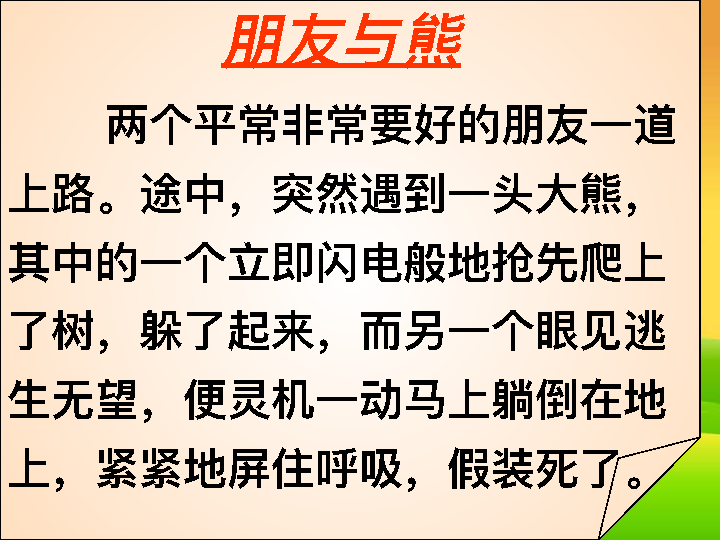 朋友与熊
两个平常非常要好的朋友一道
上路。途中，突然遇到一头大熊，
其中的一个立即闪电般地抢先爬上
了树，躲了起来，而另一个眼见逃
生无望，便灵机一动马上躺倒在地
上，紧紧地屏住呼吸，假装死了。